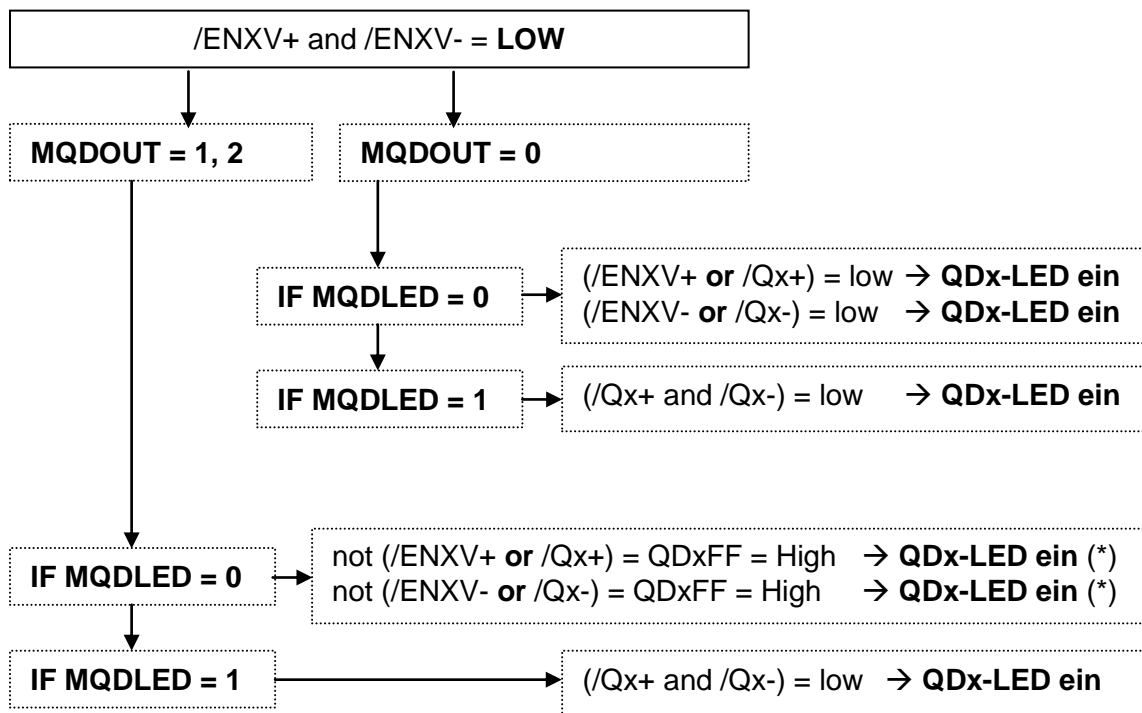 /ENXV+ and /ENXV- = LOW
MQDOUT = 1, 2
MQDOUT = 0
IF MQDLED = 0
(/ENXV+ or /Qx+) = low → QDx-LED ein
(/ENXV- or /Qx-) = low → QDx-LED ein
IF MQDLED = 1
(/Qx+ and /Qx-) = low → QDx-LED ein
IF MQDLED = 0
not (/ENXV+ or /Qx+) = QDxFF = High → QDx-LED ein (*)
not (/ENXV- or /Qx-) = QDxFF = High → QDx-LED ein (*)
IF MQDLED = 1
(/Qx+ and /Qx-) = low → QDx-LED ein